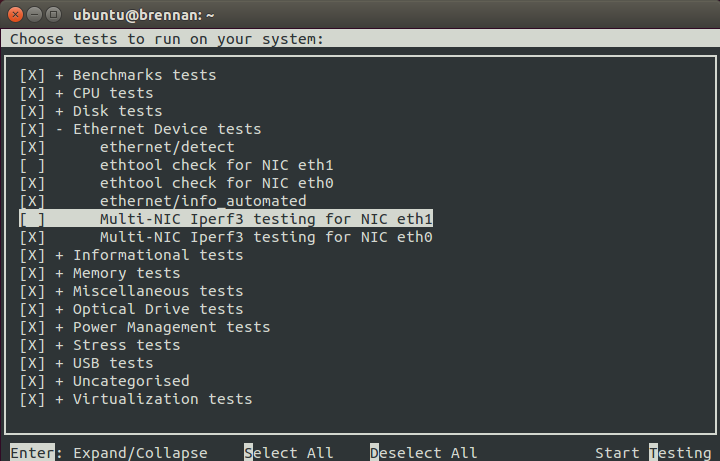 ubuntu@brennan: ~
Choose tests to run on your system:
[X] + Benchmarks tests
[X] + CPU tests
[X] + Disk tests
[X] - Ethernet Device tests
[X]      ethernet/detect
[ ]      ethtool check for NIC eth1
[X]      ethtool check for NIC eth0
[X]      ethernet/info_automated
[ ]      Multi-NIC Iperf3 testing for NIC eth1
[X]      Multi-NIC Iperf3 testing for NIC eth0
[X] + Informational tests
[X] + Memory tests
[X] + Miscellaneous tests
[X] + Optical Drive tests
[X] + Power Management tests
[X] + Stress tests
[X] + USB tests
[X] + Uncategorised
[X] + Virtualization tests
Enter: Expand/Collapse    Select All    Deselect All             Start Testing